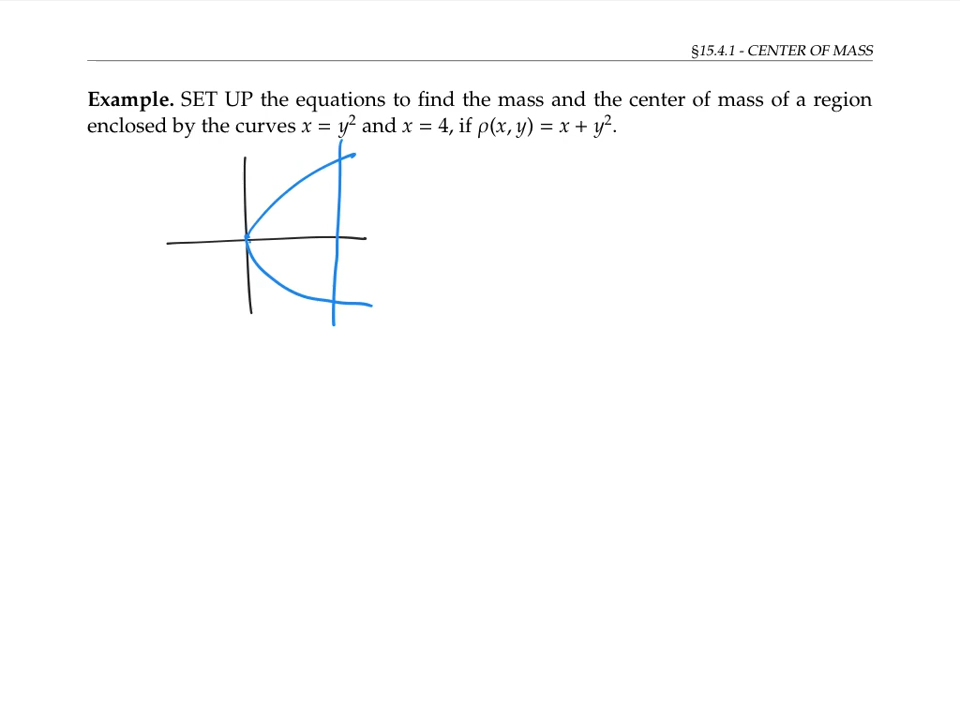 §15.4.1 - CENTER OF MASS
Example. SET UP the equations to find the mass and the center of mass of a region
enclosed by the curves x = y² and x = 4, if ρ(x, y) = x + y².